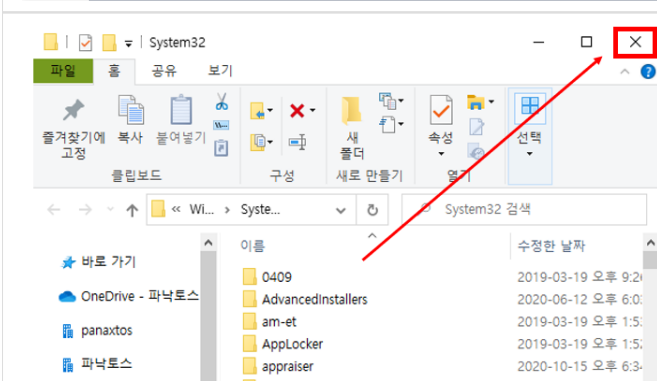 System32
파일 홈 공유 보기
즐겨찾기에 고정 복사 붙여넣기 새 폴더 속성 선택
클립보드 구성 새로 만들기 열기
« Wi... › Syste... System32 검색
이름 수정한 날짜
바로 가기
OneDrive - 파낙토스
panaxtos
파낙토스
0409 2019-03-19 오후 9:2
AdvancedInstallers 2020-06-12 오후 6:0
am-et 2019-03-19 오후 1:5
AppLocker 2019-03-19 오후 1:5
appraiser 2020-10-15 오후 6:3